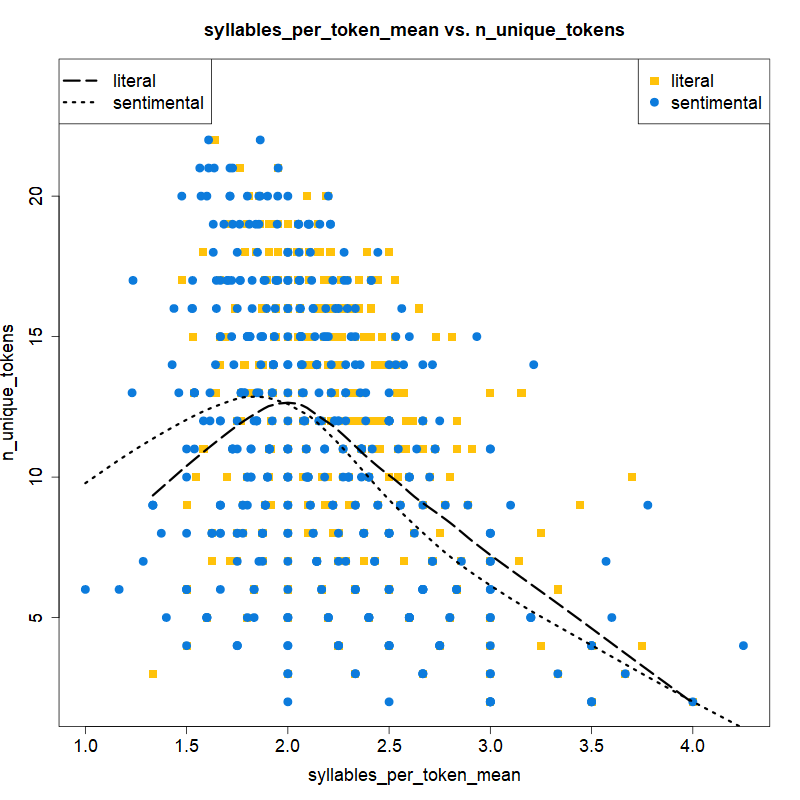 syllables_per_token_mean vs. n_unique_tokens
literal
sentimental
literal
sentimental
n_unique_tokens
20
15
10
5
1.0 1.5 2.0 2.5 3.0 3.5 4.0
syllables_per_token_mean